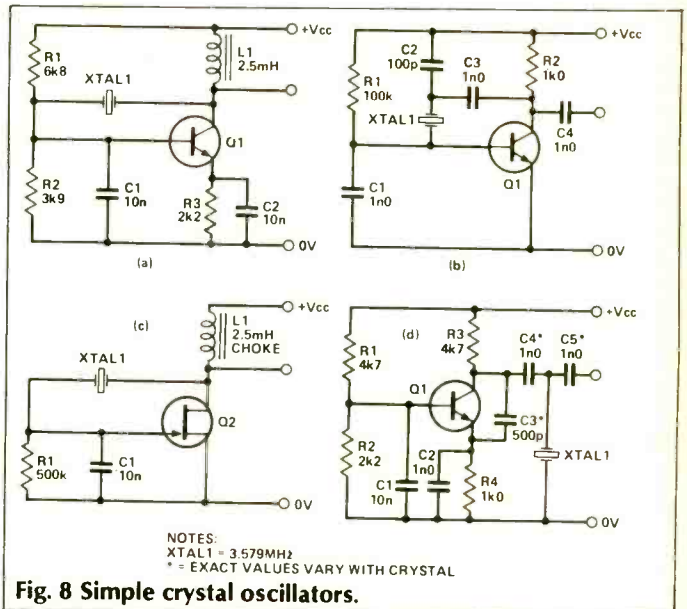 +Vcc
L1
2.5mH
R1
6k8
XTAL1
Q1
R2
3k9
C1
10n
R3
2k2
C2
10n
0V
(a)
+Vcc
C2
100p
C3
1n0
R2
1k0
R1
100k
XTAL1
C4
1n0
Q1
C1
1n0
0V
(b)
(c)
+Vcc
L1
2.5mH
CHOKE
XTAL1
Q2
R1
500k
C1
10n
0V
(d)
+Vcc
R3
4k7
C4*
1n0
C5*
1n0
R1
4k7
Q1
C3*
500p
R2
2k2
C2
1n0
C1
10n
R4
1k0
XTAL1
0V
NOTES:
XTAL1 = 3.579MHz
* = EXACT VALUES VARY WITH CRYSTAL
Fig. 8 Simple crystal oscillators.